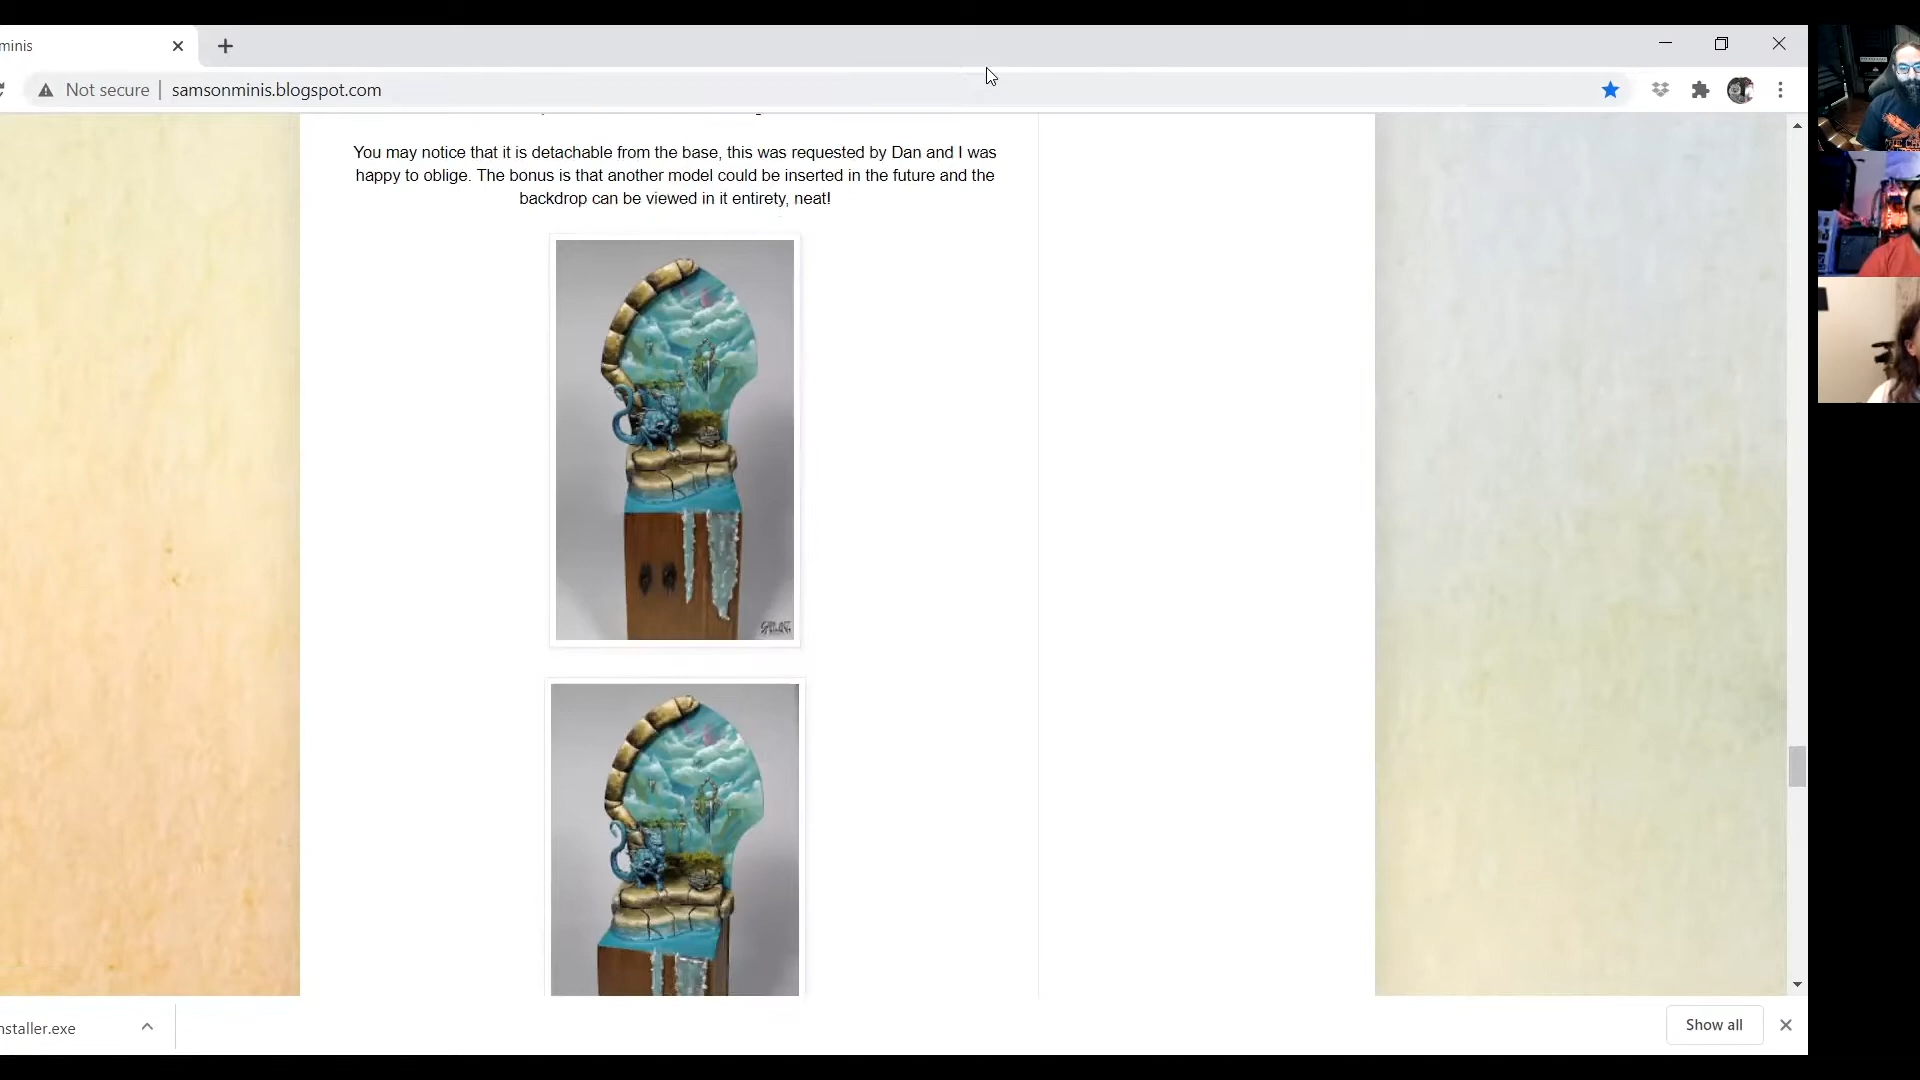 minis
Not secure
samsonminis.blogspot.com
You may notice that it is detachable from the base, this was requested by Dan and I was
happy to oblige. The bonus is that another model could be inserted in the future and the
backdrop can be viewed in it entirety, neat!
nstaller.exe
Show all